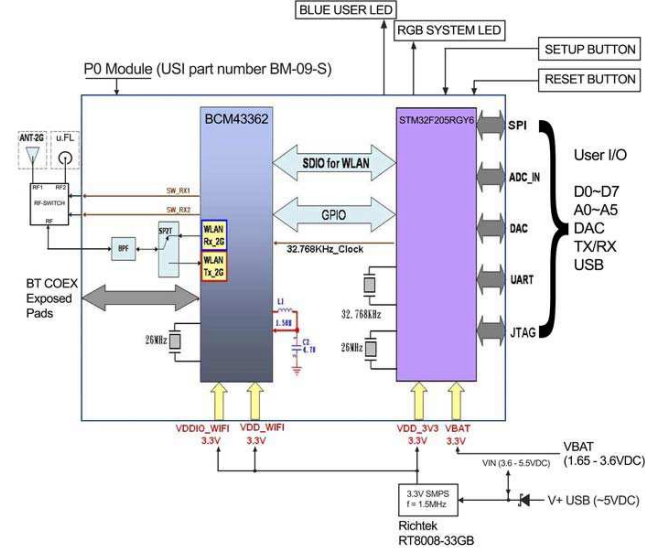 BLUE USER LED
RGB SYSTEM LED
SETUP BUTTON
RESET BUTTON
P0 Module (USI part number BM-09-S)
BCM43362
STM32F205RGY6
ANT-2G
u.FL
RF1
RF2
RF-SWITCH
RF
SW_RX1
SW_RX2
SP2T
BPF
WLAN
Rx_2G
WLAN
Tx_2G
SDIO for WLAN
GPIO
32.768KHz_Clock
SPI
ADC_IN
DAC
UART
JTAG
User I/O
D0~D7
A0~A5
DAC
TX/RX
USB
BT COEX
Exposed
Pads
26MHz
L1
1.5UH
C3
4.7U
32.768KHz
26MHz
VDDIO_WIFI
3.3V
VDD_WIFI
3.3V
VDD_3V3
3.3V
VBAT
3.3V
VBAT
(1.65 - 3.6VDC)
VIN (3.6 - 5.5VDC)
V+ USB (~5VDC)
3.3V SMPS
f = 1.5MHz
Richtek
RT8008-33GB